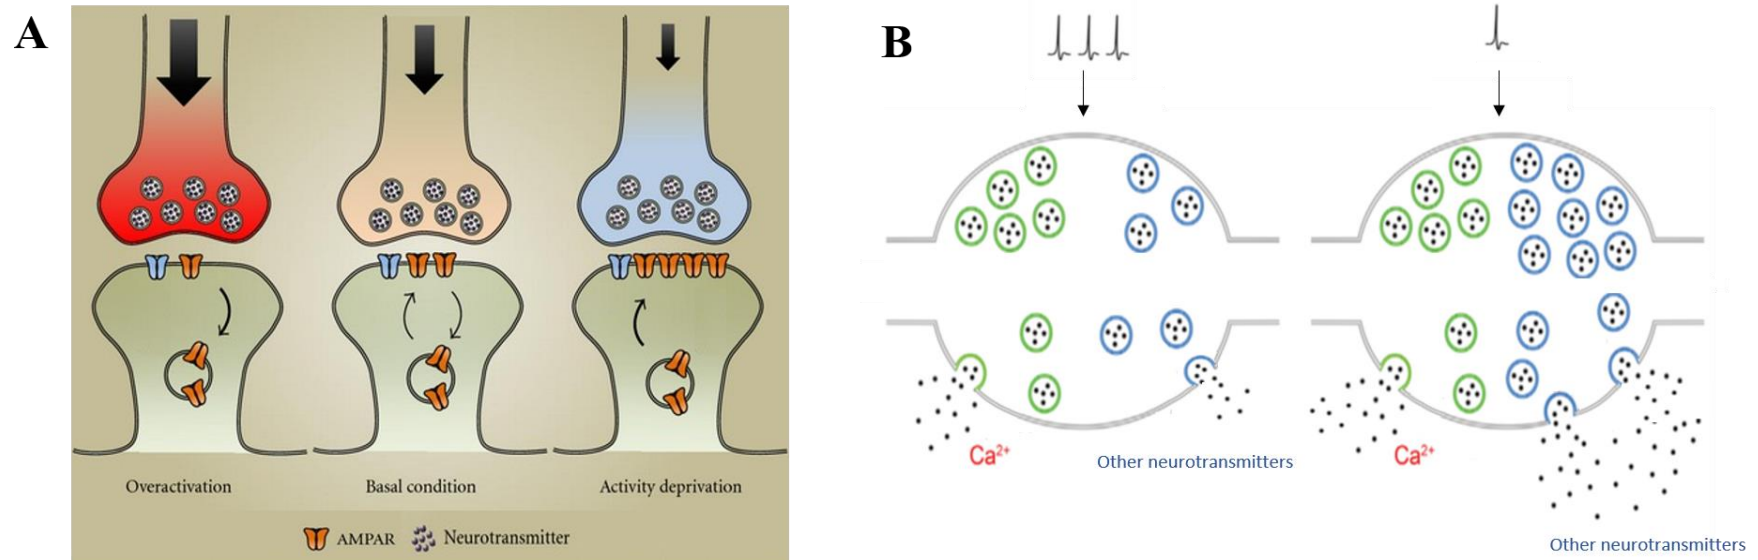 A
B
Overactivation
Basal condition
Activity deprivation
AMPAR
Neurotransmitter
Ca²⁺
Other neurotransmitters
Ca²⁺
Other neurotransmitters